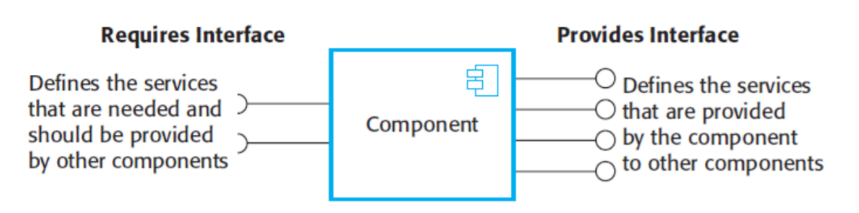 Requires Interface
Defines the services
that are needed and
should be provided
by other components
Component
Provides Interface
Defines the services
that are provided
by the component
to other components